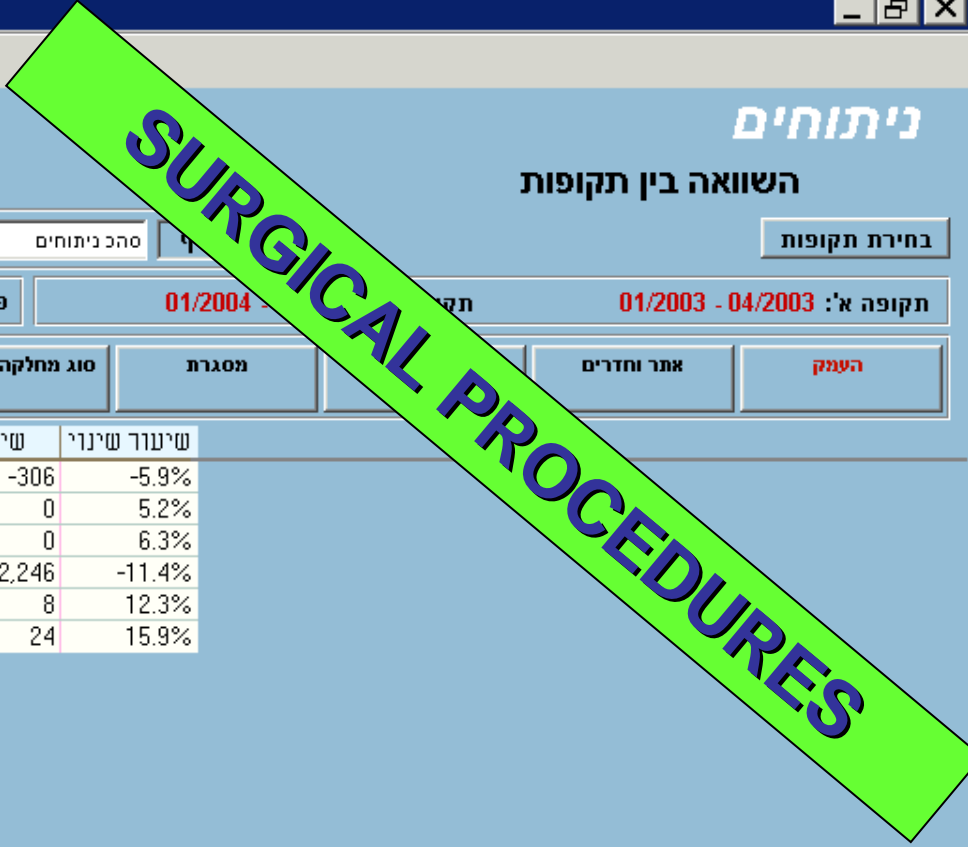 ניתוחים
השוואה בין תקופות
בחירת תקופות
סהכ ניתוחים
תקופה א': 01/2003 - 04/2003
01/2004 -
העמק
אתר וחדרים
מסגרת
סוג מחלקה
שיעור שינוי
-306 -5.9%
0 5.2%
0 6.3%
2,246 -11.4%
8 12.3%
24 15.9%
SURGICAL PROCEDURES